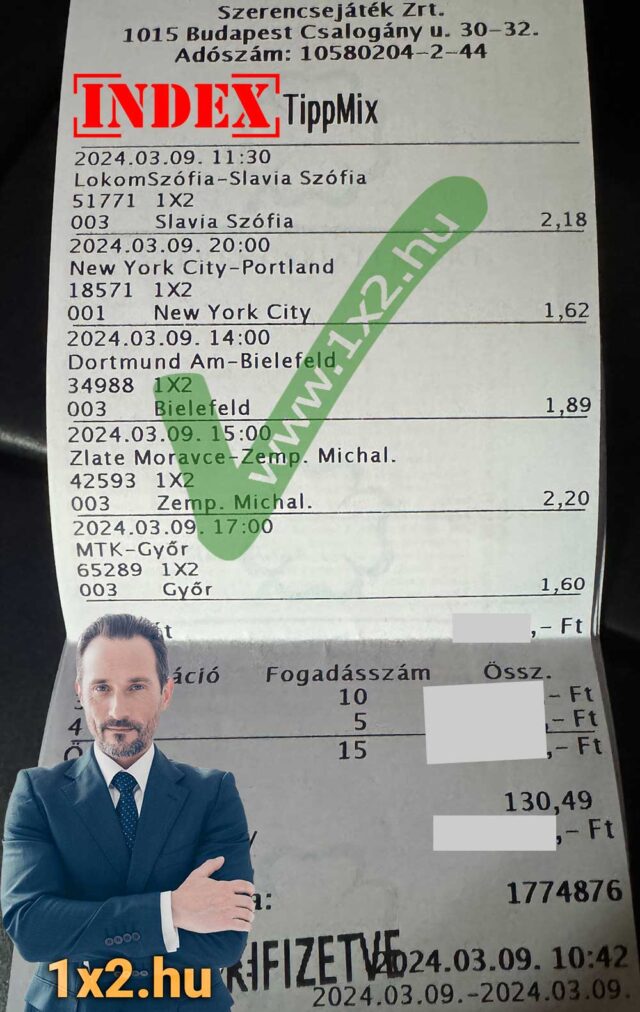 Szerencsejáték Zrt.
1015 Budapest Csalogány u. 30-32.
Adószám: 10580204-2-44
INDEX TippMix
2024.03.09. 11:30
LokomSzófia-Slavia Szófia
51771 1X2
003 Slavia Szófia 2,18
2024.03.09. 20:00
New York City-Portland
18571 1X2
001 New York City 1,62
2024.03.09. 14:00
Dortmund Am-Bielefeld
34988 1X2
003 Bielefeld 1,89
2024.03.09. 15:00
Zlate Moravce-Zemp. Michal.
42593 1X2
003 Zemp. Michal. 2,20
2024.03.09. 17:00
MTK-Győr
65289 1X2
003 Győr 1,60
www.1x2.hu
,- Ft
Fogadásszám Össz.
10 - Ft
4 5 ,- Ft
15 ,- Ft
130,49
,- Ft
1774876
KIFIZETVE
2024.03.09. 10:42
2024.03.09.-2024.03.09.
1x2.hu